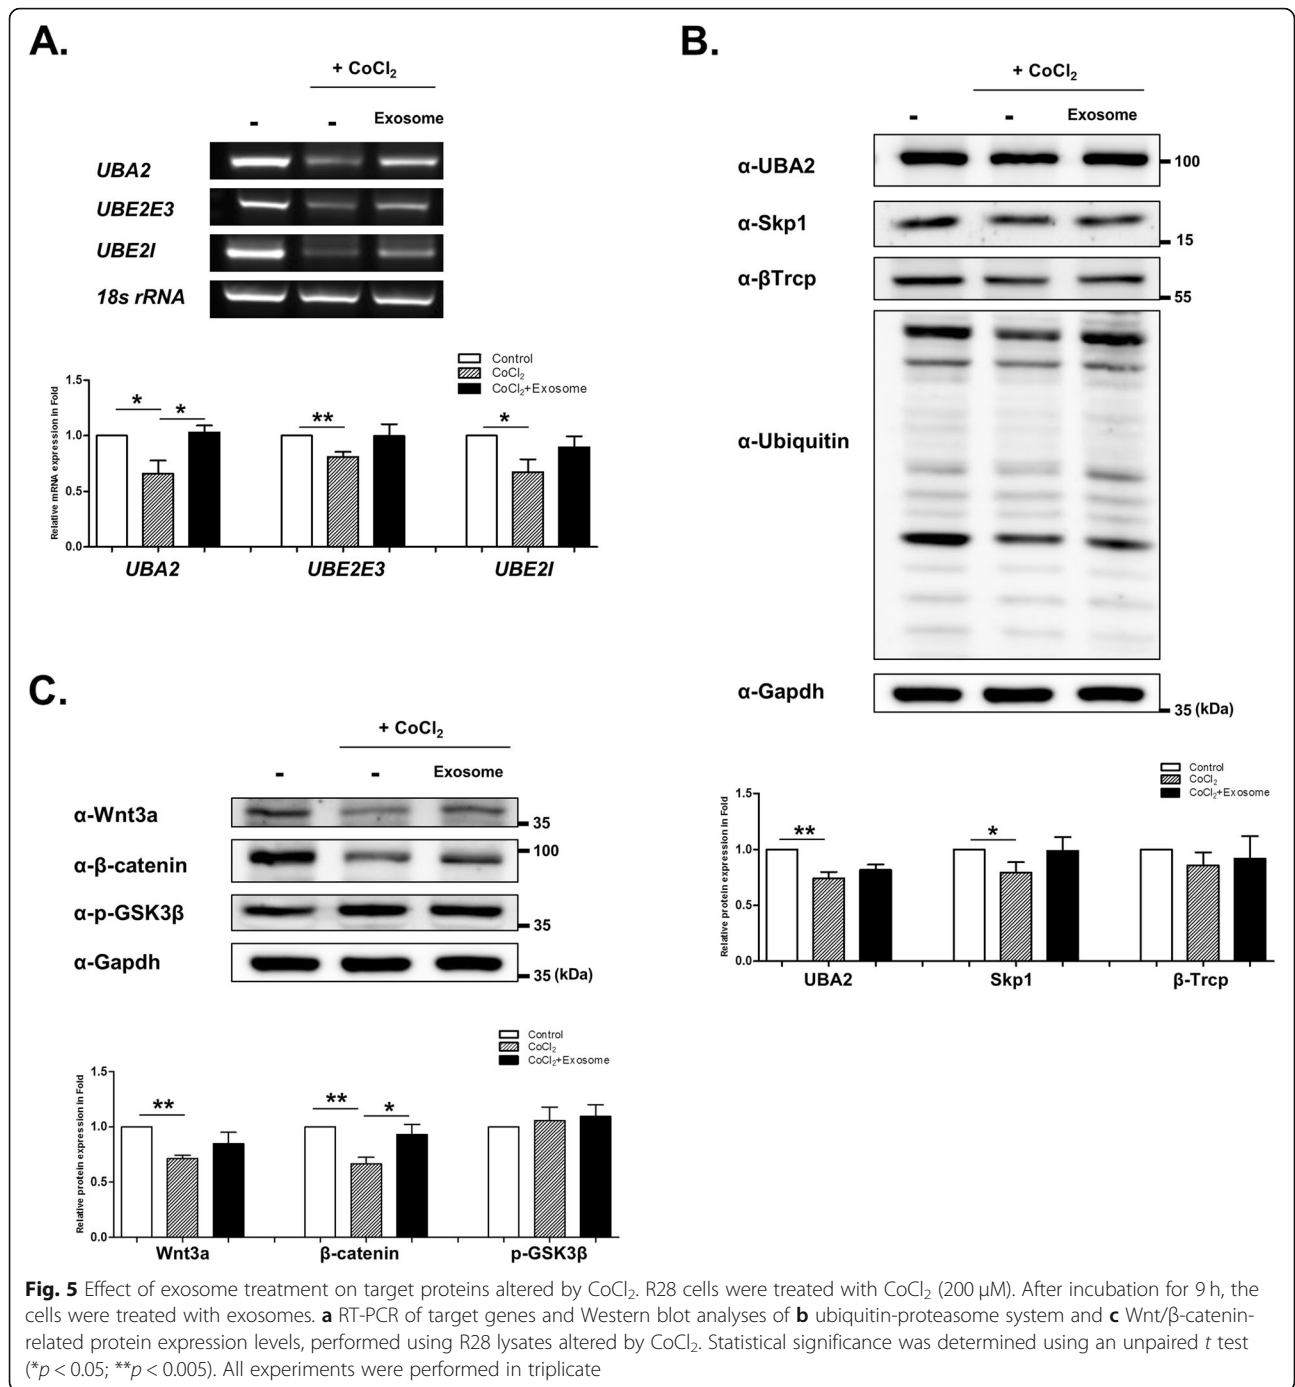 A.
+ CoCl₂
- - Exosome
UBA2
UBE2E3
UBE2I
18s rRNA
Control
CoCl₂
CoCl₂+Exosome
Relative mRNA expression in Fold
1.5
1.0
0.5
0.0
* * ** *
UBA2 UBE2E3 UBE2I
B.
+ CoCl₂
- - Exosome
α-UBA2 100
α-Skp1 15
α-βTrcp 55
α-Ubiquitin
α-Gapdh 35 (kDa)
Control
CoCl₂
CoCl₂+Exosome
Relative protein expression in Fold
1.5
1.0
0.5
0.0
** *
UBA2 Skp1 β-Trcp
C.
+ CoCl₂
- - Exosome
α-Wnt3a 35
α-β-catenin 100
α-p-GSK3β 35
α-Gapdh 35 (kDa)
Control
CoCl₂
CoCl₂+Exosome
Relative protein expression in Fold
1.5
1.0
0.5
0.0
** ** *
Wnt3a β-catenin p-GSK3β
Fig. 5 Effect of exosome treatment on target proteins altered by CoCl₂. R28 cells were treated with CoCl₂ (200 μM). After incubation for 9 h, the
cells were treated with exosomes. a RT-PCR of target genes and Western blot analyses of b ubiquitin-proteasome system and c Wnt/β-catenin-
related protein expression levels, performed using R28 lysates altered by CoCl₂. Statistical significance was determined using an unpaired t test
(*p < 0.05; **p < 0.005). All experiments were performed in triplicate